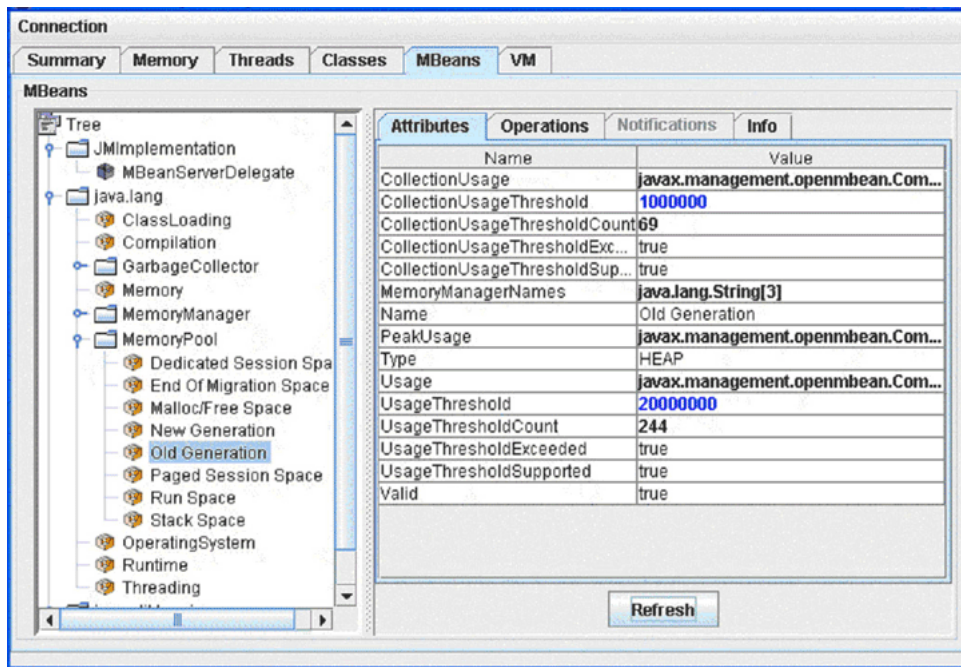 Connection
Summary Memory Threads Classes MBeans VM
MBeans
Tree
JMImplementation
MBeanServerDelegate
java.lang
ClassLoading
Compilation
GarbageCollector
Memory
MemoryManager
MemoryPool
Dedicated Session Spa
End Of Migration Space
Malloc/Free Space
New Generation
Old Generation
Paged Session Space
Run Space
Stack Space
OperatingSystem
Runtime
Threading
Attributes Operations Notifications Info
Name Value
CollectionUsage javax.management.openmbean.Com...
CollectionUsageThreshold 1000000
CollectionUsageThresholdCount 69
CollectionUsageThresholdExc... true
CollectionUsageThresholdSup... true
MemoryManagerNames java.lang.String[3]
Name Old Generation
PeakUsage javax.management.openmbean.Com...
Type HEAP
Usage javax.management.openmbean.Com...
UsageThreshold 20000000
UsageThresholdCount 244
UsageThresholdExceeded true
UsageThresholdSupported true
Valid true
Refresh